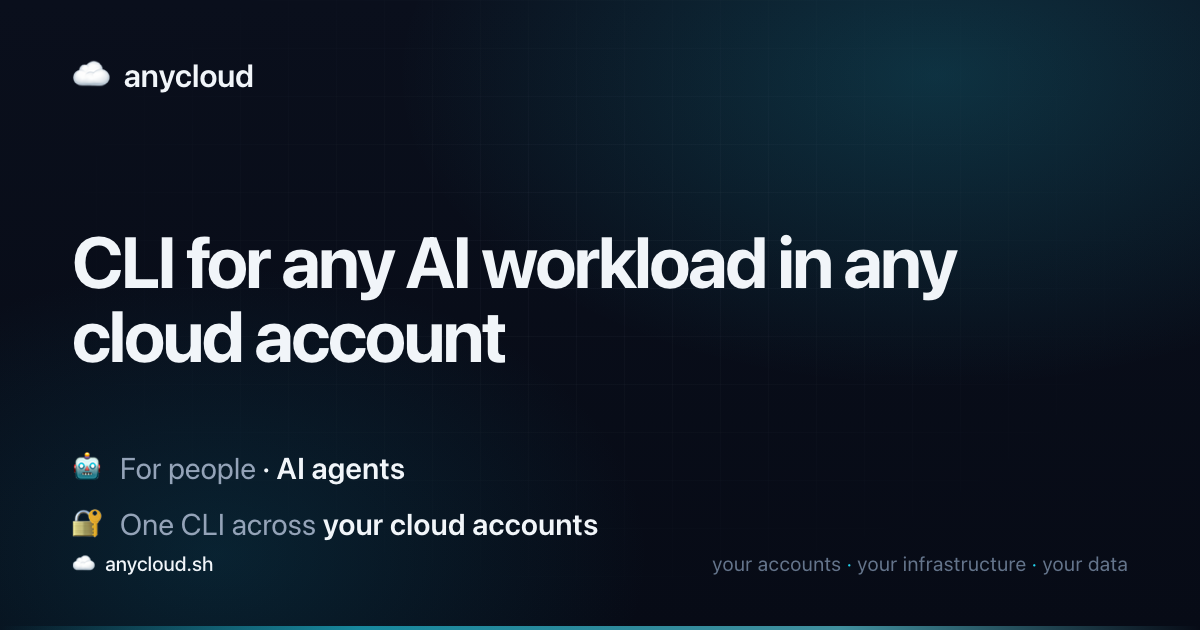 anycloud
CLI for any AI workload in any
cloud account
For people · AI agents
One CLI across your cloud accounts
anycloud.sh
your accounts · your infrastructure · your data